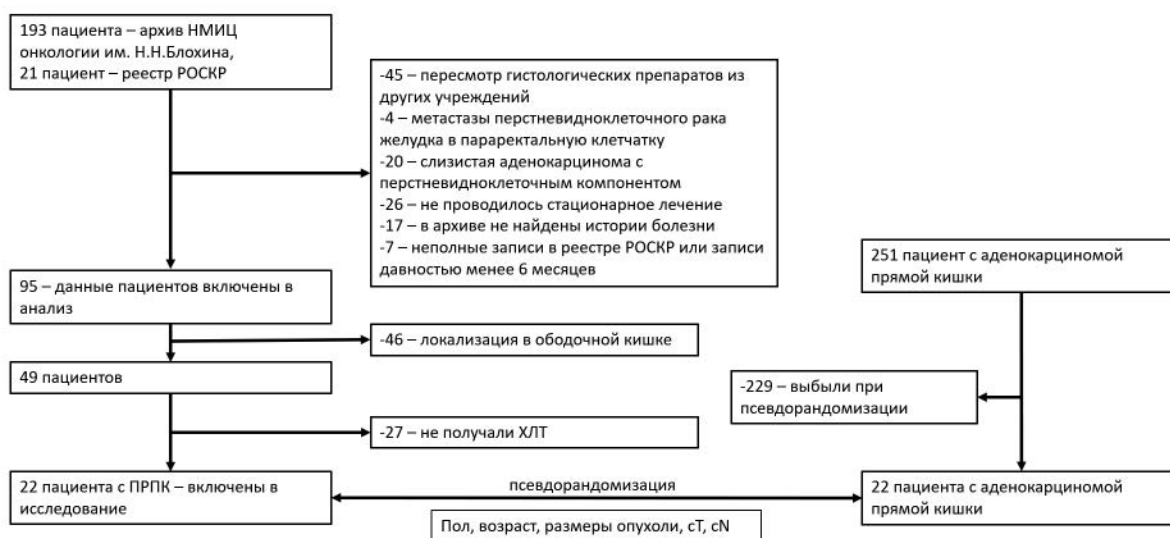 193 пациента – архив НМИЦ
онкологии им. Н.Н.Блохина,
21 пациент – реестр РОСКР
-45 – пересмотр гистологических препаратов из
других учреждений
-4 – метастазы перстневидноклеточного рака
желудка в параректальную клетчатку
-20 – слизистая аденокарцинома с
перстневидноклеточным компонентом
-26 – не проводилось стационарное лечение
-17 – в архиве не найдены истории болезни
-7 – неполные записи в реестре РОСКР или записи
давностью менее 6 месяцев
251 пациент с аденокарциномой
прямой кишки
95 – данные пациентов включены в
анализ
-46 – локализация в ободочной кишке
49 пациентов
-229 – выбыли при
псевдорандомизации
-27 – не получали ХЛТ
22 пациента с ПРПК – включены в
исследование
псевдорандомизация
22 пациента с аденокарциномой
прямой кишки
Пол, возраст, размеры опухоли, сТ, cN